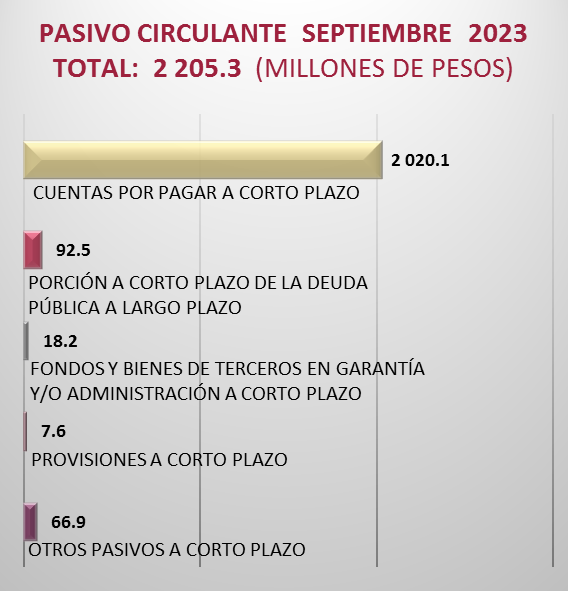 PASIVO CIRCULANTE SEPTIEMBRE 2023
TOTAL: 2 205.3 (MILLONES DE PESOS)
2 020.1
CUENTAS POR PAGAR A CORTO PLAZO
92.5
PORCIÓN A CORTO PLAZO DE LA DEUDA
PÚBLICA A LARGO PLAZO
18.2
FONDOS Y BIENES DE TERCEROS EN GARANTÍA
Y/O ADMINISTRACIÓN A CORTO PLAZO
7.6
PROVISIONES A CORTO PLAZO
66.9
OTROS PASIVOS A CORTO PLAZO